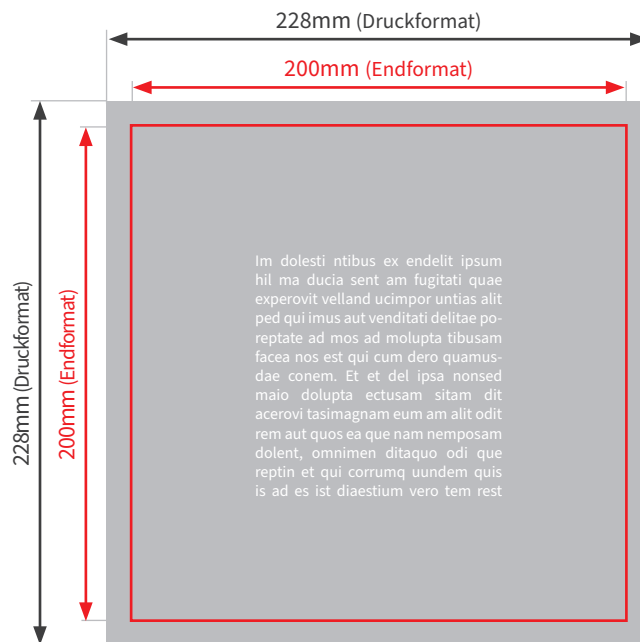 228mm (Druckformat)
200mm (Endformat)
228mm (Druckformat)
200mm (Endformat)
Im dolesti ntibus ex endelit ipsum
hil ma ducia sent am fugitati quae
experovit velland ucimpor untias alit
ped qui imus aut venditati delitae po-
reptate ad mos ad molupta tibusam
facea nos est qui cum dero quamus-
dae conem. Et et del ipsa nonsed
maio dolupta ectusam sitam dit
acerovi tasimagnam eum am alit odit
rem aut quos ea que nam nemposam
dolent, omnimen ditaquo odi que
reptin et qui corrumq uundem quis
is ad es ist diaestium vero tem rest